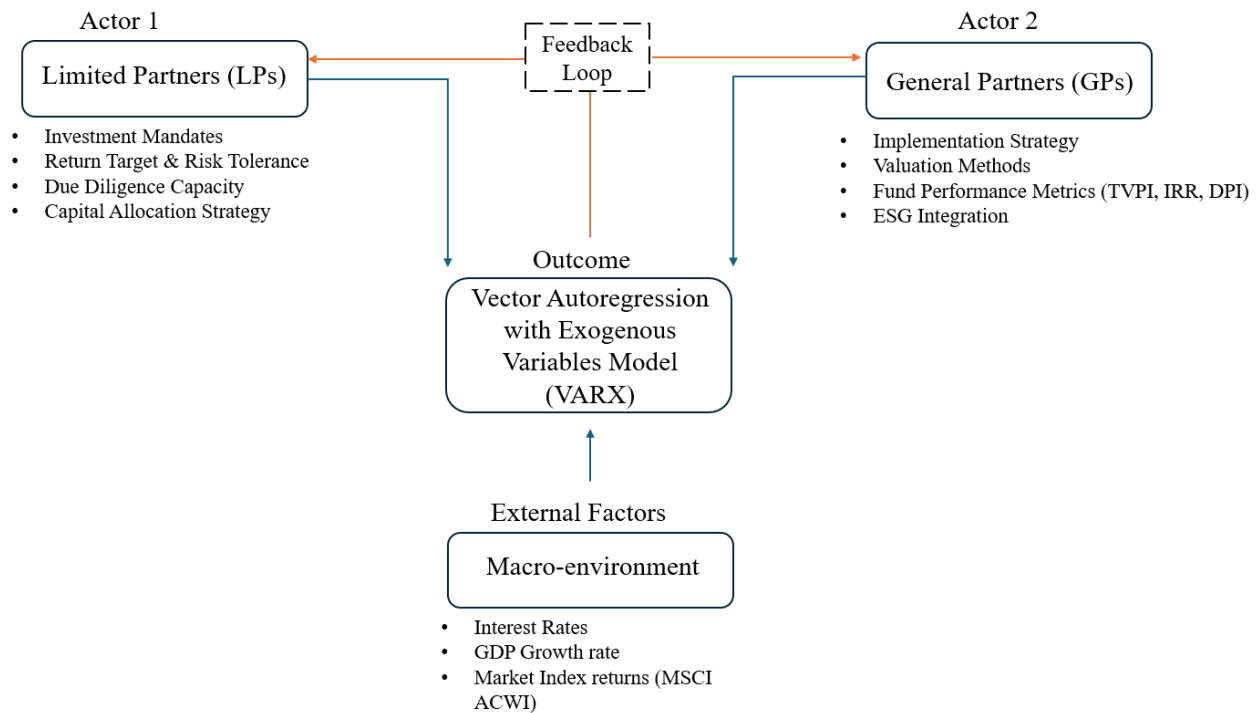 Actor 1
Limited Partners (LPs)
• Investment Mandates
• Return Target & Risk Tolerance
• Due Diligence Capacity
• Capital Allocation Strategy
Feedback
Loop
Actor 2
General Partners (GPs)
• Implementation Strategy
• Valuation Methods
• Fund Performance Metrics (TVPI, IRR, DPI)
• ESG Integration
Outcome
Vector Autoregression
with Exogenous
Variables Model
(VARX)
External Factors
Macro-environment
• Interest Rates
• GDP Growth rate
• Market Index returns (MSCI
ACWI)